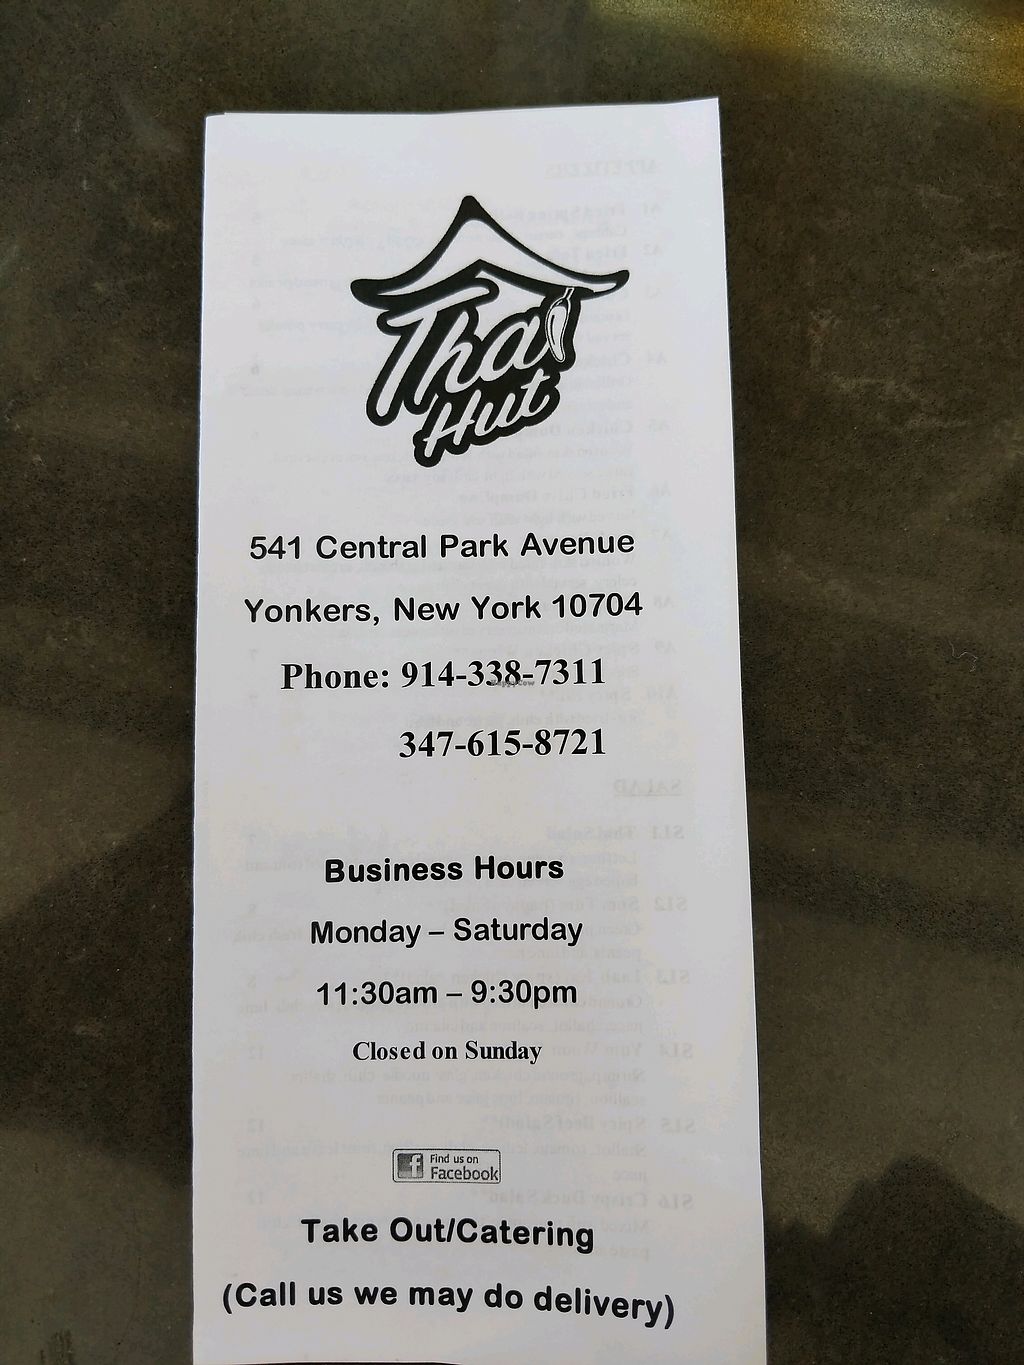 Thai
Hut
541 Central Park Avenue
Yonkers, New York 10704
Phone: 914-338-7311
HappyCow
347-615-8721
Business Hours
Monday – Saturday
11:30am – 9:30pm
Closed on Sunday
f Find us on
Facebook
Take Out/Catering
(Call us we may do delivery)